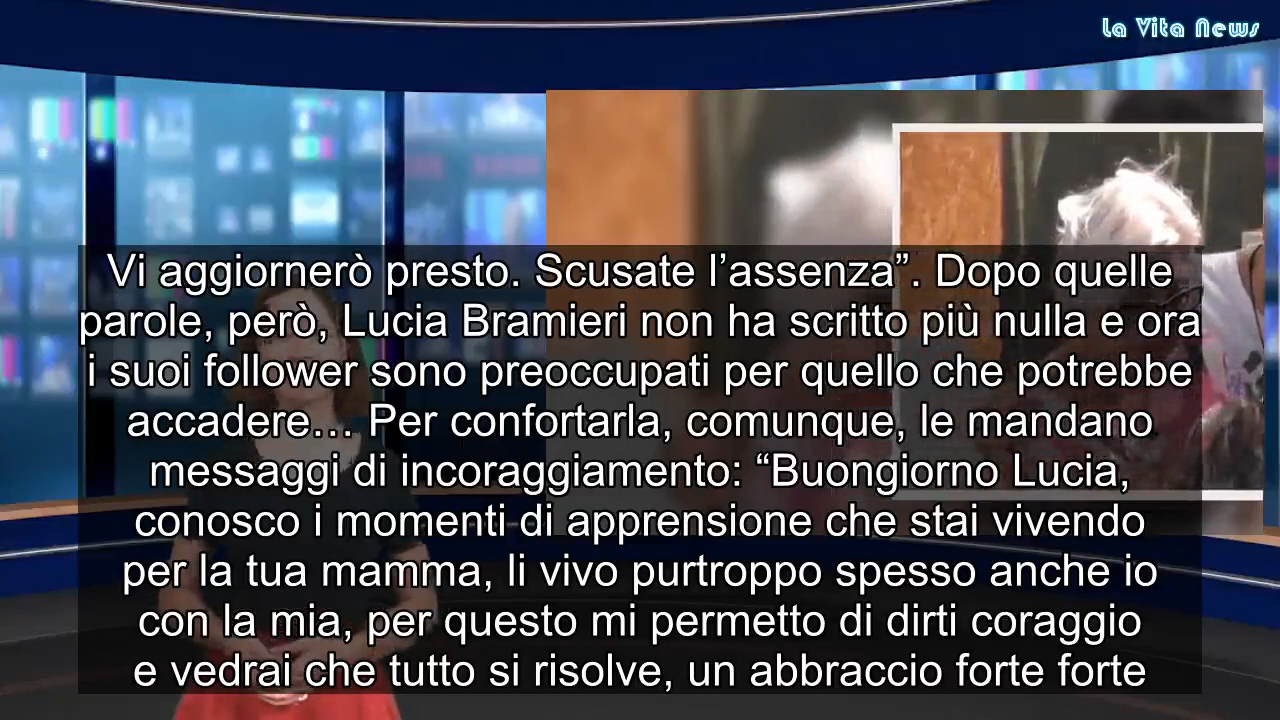 La Vita News
Vi aggiornerò presto. Scusate l’assenza”. Dopo quelle
parole, però, Lucia Bramieri non ha scritto più nulla e ora
i suoi follower sono preoccupati per quello che potrebbe
accadere… Per confortarla, comunque, le mandano
messaggi di incoraggiamento: “Buongiorno Lucia,
conosco i momenti di apprensione che stai vivendo
per la tua mamma, li vivo purtroppo spesso anche io
con la mia, per questo mi permetto di dirti coraggio
e vedrai che tutto si risolve, un abbraccio forte forte